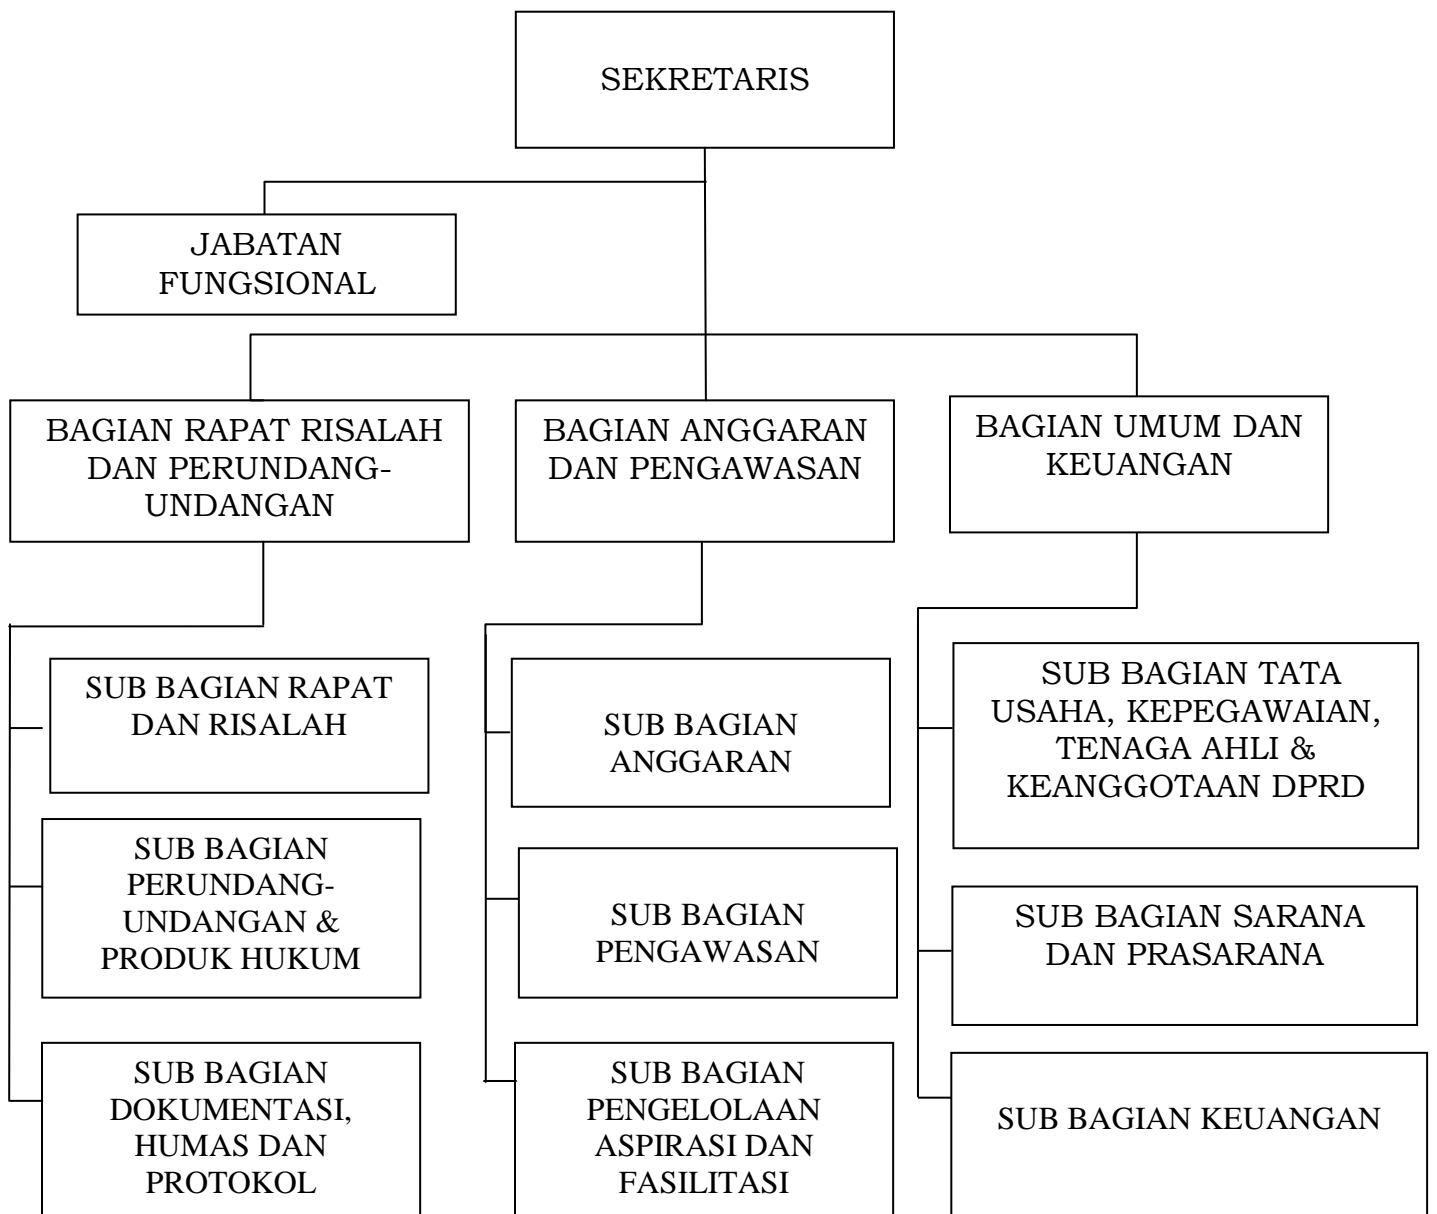 SEKRETARIS
JABATAN
FUNGSIONAL
BAGIAN RAPAT RISALAH
DAN PERUNDANG-
UNDANGAN
BAGIAN ANGGARAN
DAN PENGAWASAN
BAGIAN UMUM DAN
KEUANGAN
SUB BAGIAN RAPAT
DAN RISALAH
SUB BAGIAN
PERUNDANG-
UNDANGAN &
PRODUK HUKUM
SUB BAGIAN
DOKUMENTASI,
HUMAS DAN
PROTOKOL
SUB BAGIAN
ANGGARAN
SUB BAGIAN
PENGAWASAN
SUB BAGIAN
PENGELOLAAN
ASPIRASI DAN
FASILITASI
SUB BAGIAN TATA
USAHA, KEPEGAWAIAN,
TENAGA AHLI &
KEANGGOTAAN DPRD
SUB BAGIAN SARANA
DAN PRASARANA
SUB BAGIAN KEUANGAN